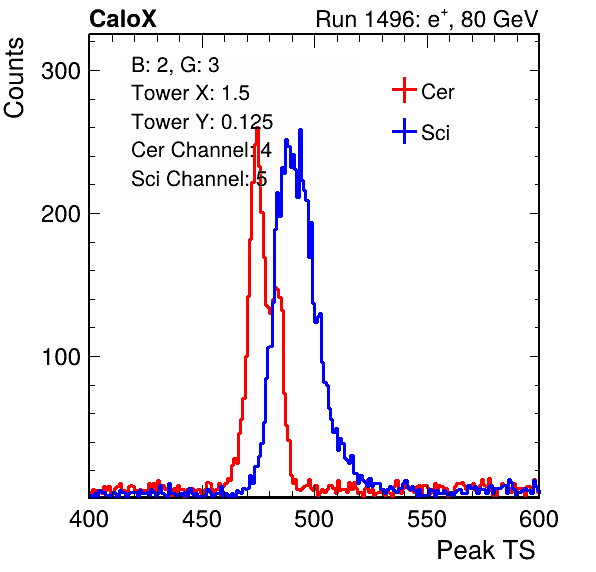 CaloX Run 1496: e+, 80 GeV
Counts
B: 2, G: 3
Tower X: 1.5
Tower Y: 0.125
Cer Channel: 4
Sci Channel: 5
Cer
Sci
300
200
100
400 450 500 550 600
Peak TS